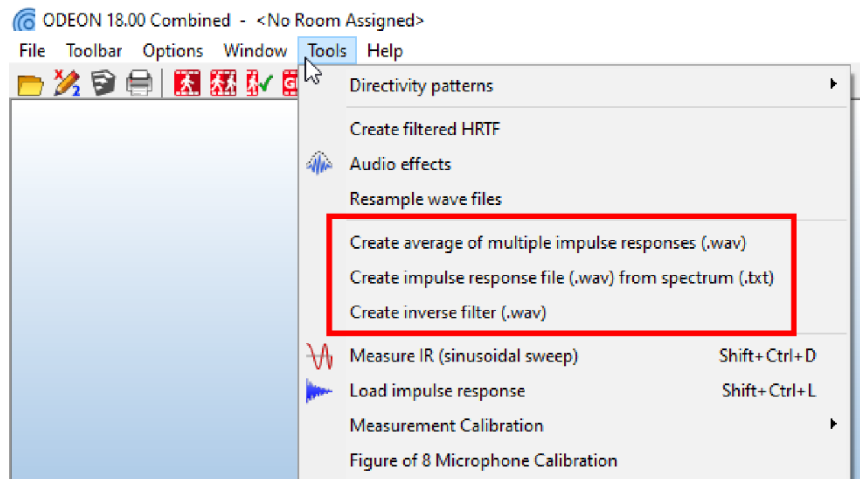 ODEON 18.00 Combined - <No Room Assigned>
File Toolbar Options Window Tools Help
Directivity patterns
Create filtered HRTF
Audio effects
Resample wave files
Create average of multiple impulse responses (.wav)
Create impulse response file (.wav) from spectrum (.txt)
Create inverse filter (.wav)
Measure IR (sinusoidal sweep) Shift+Ctrl+D
Load impulse response Shift+Ctrl+L
Measurement Calibration
Figure of 8 Microphone Calibration